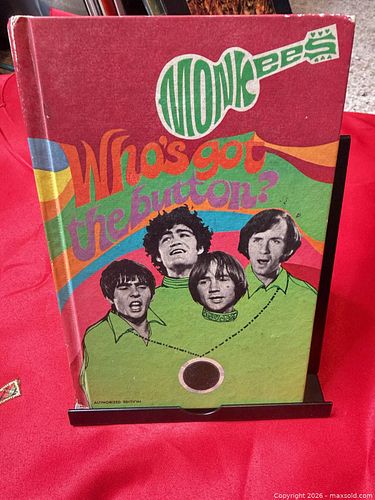 MONKEES
Who's got
the button?
AUTHORIZED EDITION
Copyright © 2026 - maxsold.com